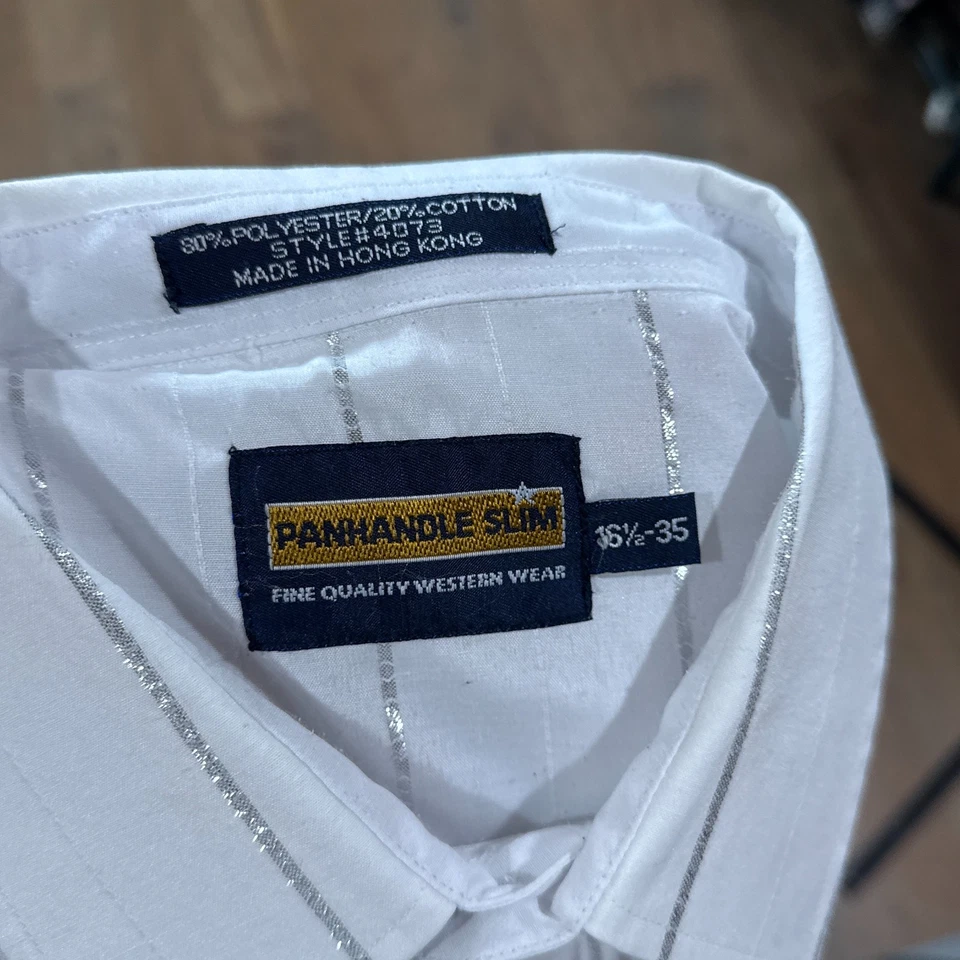 80% POLYESTER/20% COTTON
STYLE#4073
MADE IN HONG KONG
PANHANDLE SLIM
16½-35
FINE QUALITY WESTERN WEAR